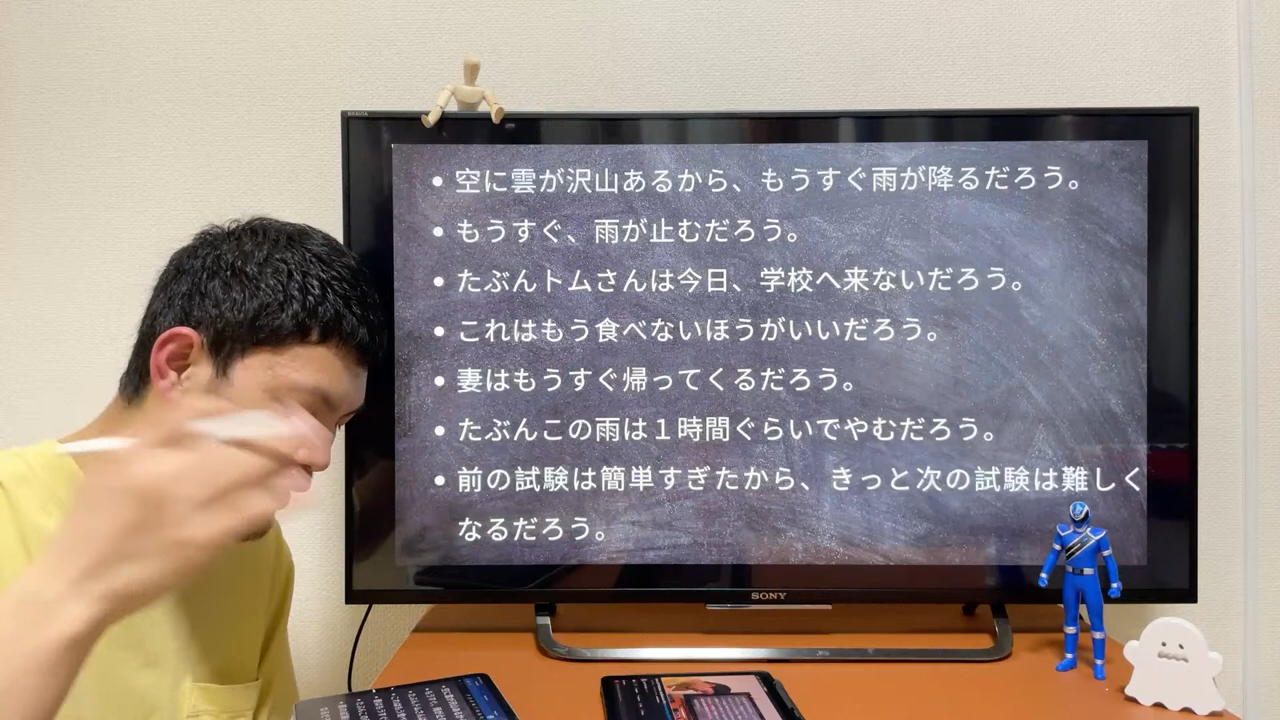 BRAVIA
• 空に雲が沢山あるから、もうすぐ雨が降るだろう。
• もうすぐ、雨が止むだろう。
• たぶんトムさんは今日、学校へ来ないだろう。
• これはもう食べないほうがいいだろう。
• 妻はもうすぐ帰ってくるだろう。
• たぶんこの雨は１時間ぐらいでやむだろう。
• 前の試験は簡単すぎたから、きっと次の試験は難しく
なるだろう。
SONY